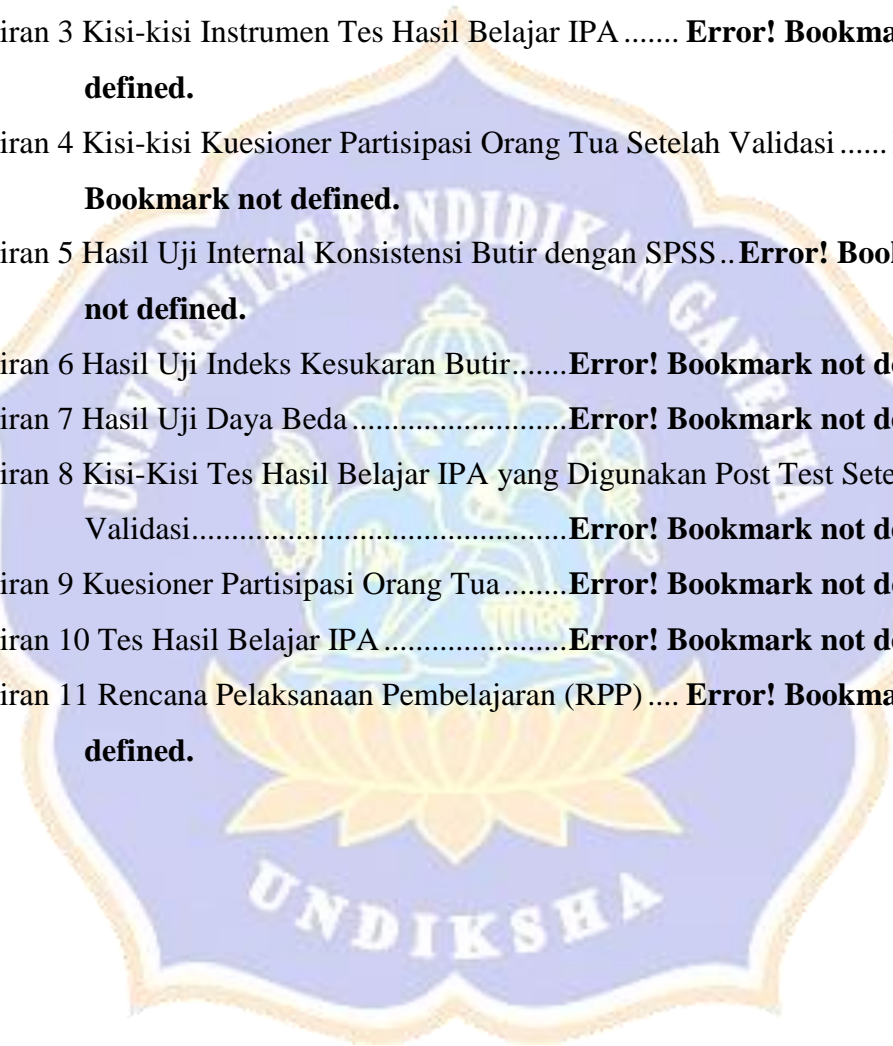 iran 3 Kisi-kisi Instrumen Tes Hasil Belajar IPA ....... Error! Bookma
defined.
iran 4 Kisi-kisi Kuesioner Partisipasi Orang Tua Setelah Validasi ......
Bookmark not defined.
iran 5 Hasil Uji Internal Konsistensi Butir dengan SPSS .. Error! Boo
not defined.
iran 6 Hasil Uji Indeks Kesukaran Butir ....... Error! Bookmark not d
iran 7 Hasil Uji Daya Beda ........................... Error! Bookmark not d
iran 8 Kisi-Kisi Tes Hasil Belajar IPA yang Digunakan Post Test Sete
Validasi ............................................... Error! Bookmark not d
iran 9 Kuesioner Partisipasi Orang Tua ........ Error! Bookmark not d
iran 10 Tes Hasil Belajar IPA ....................... Error! Bookmark not d
iran 11 Rencana Pelaksanaan Pembelajaran (RPP) .... Error! Bookma
defined.
UNIVERSITAS PENDIDIKAN GANESHA
UNDIKSHA